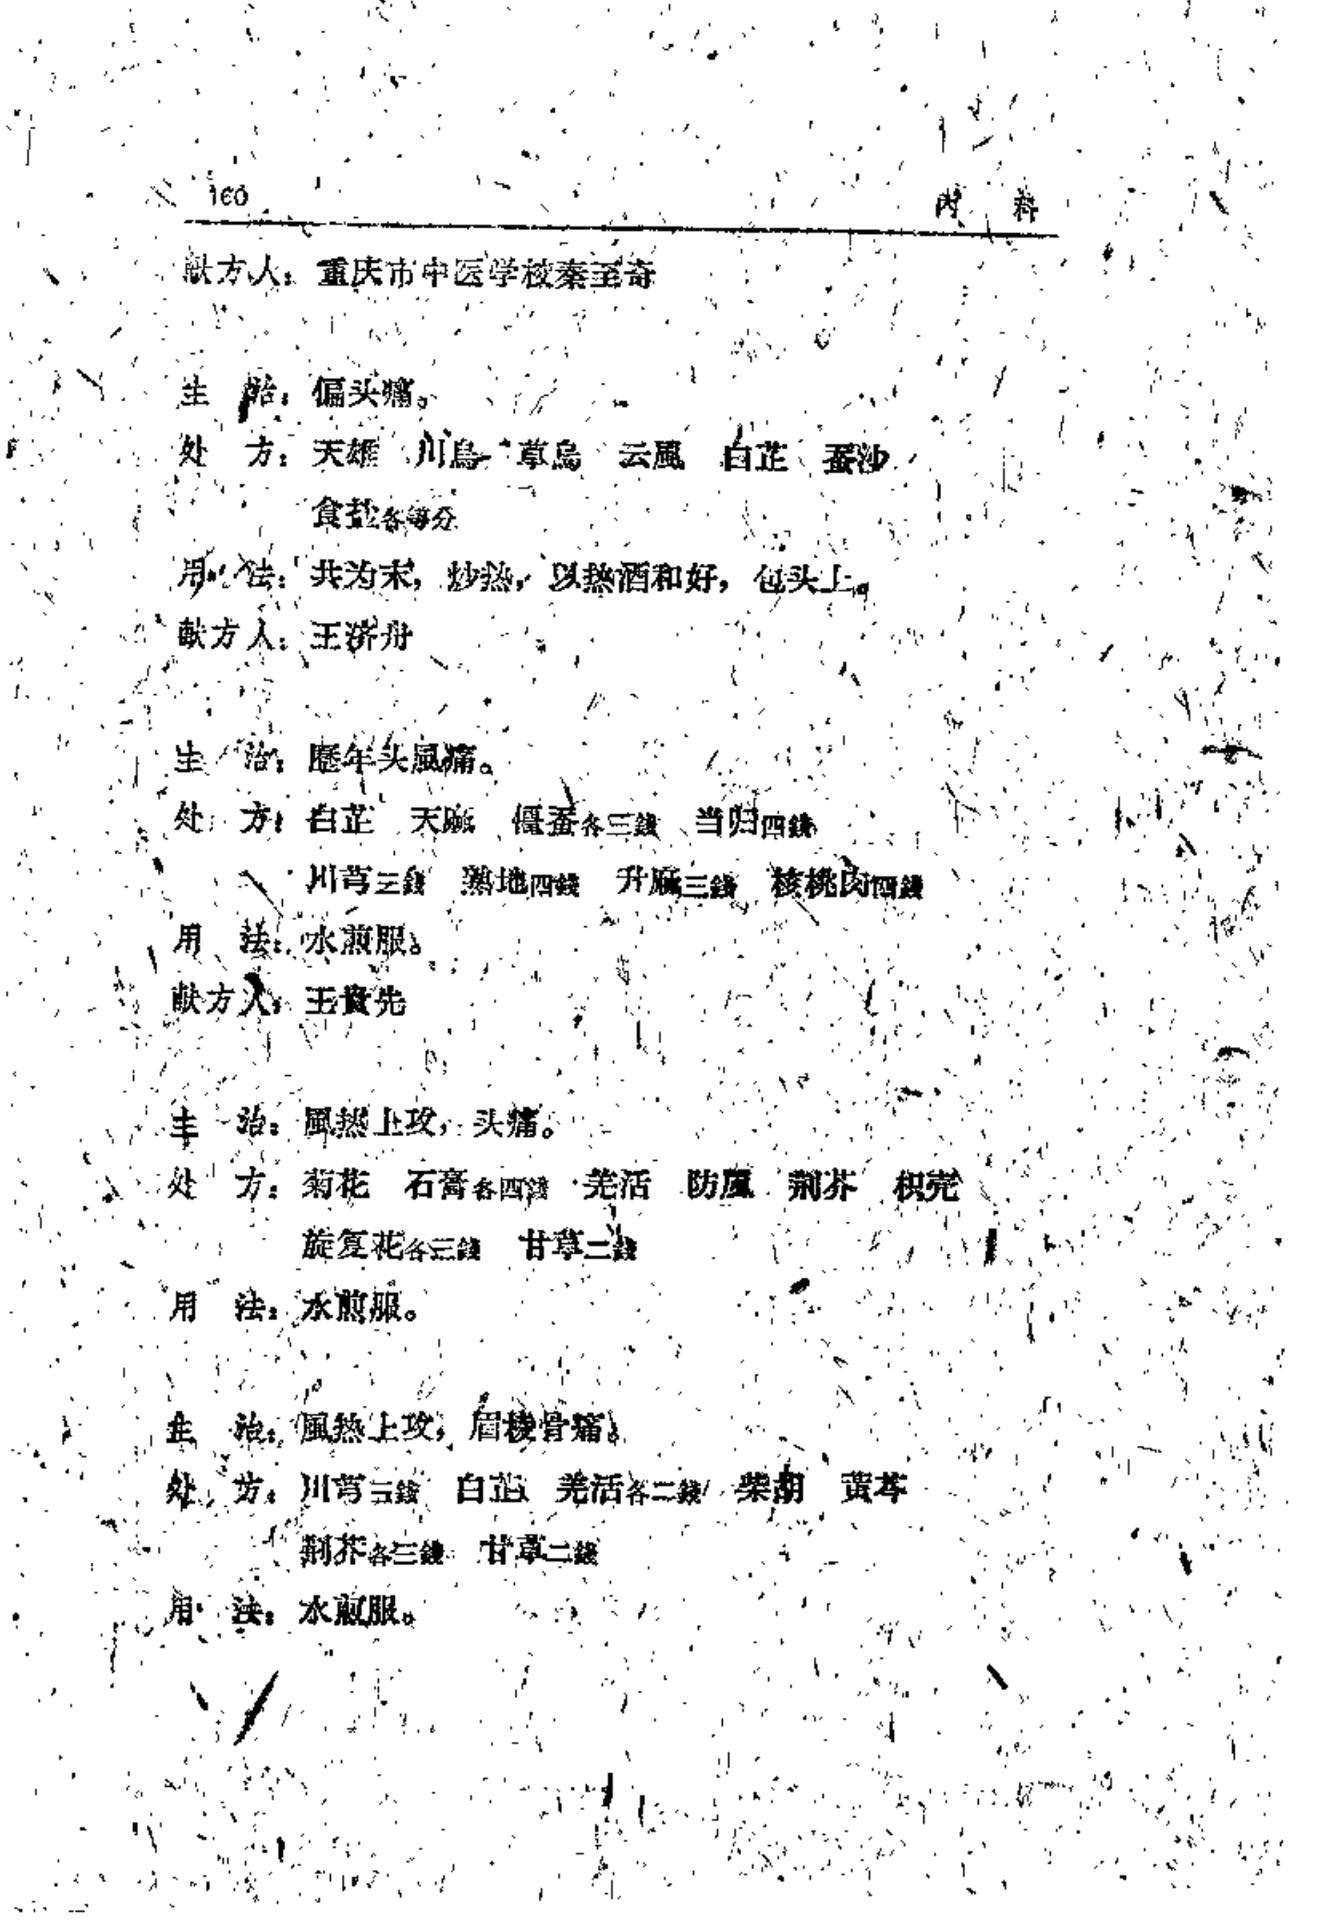 160 内 科
献方人：重庆市中医学校秦至奇
主 治：偏头痛。
处 方：天雄 川烏 草烏 云風 白芷 蚕沙
食盐各等分
用 法：共为末，炒热，以热酒和好，包头上。
献方人：王济舟
主 治：歷年头風痛。
处 方：白芷 天麻 僵蚕各三錢 当归四錢
川芎三錢 熟地四錢 升麻三錢 核桃肉四錢
用 法：水煎服。
献方人：王貴先
主 治：風热上攻，头痛。
处 方：菊花 石膏各四錢 羌活 防風 荆芥 枳壳
旋复花各三錢 甘草二錢
用 法：水煎服。
主 治：風热上攻，眉棱骨痛。
处 方：川芎三錢 白芷 羌活各二錢 柴胡 黄芩
荆芥各三錢 甘草二錢
用 法：水煎服。